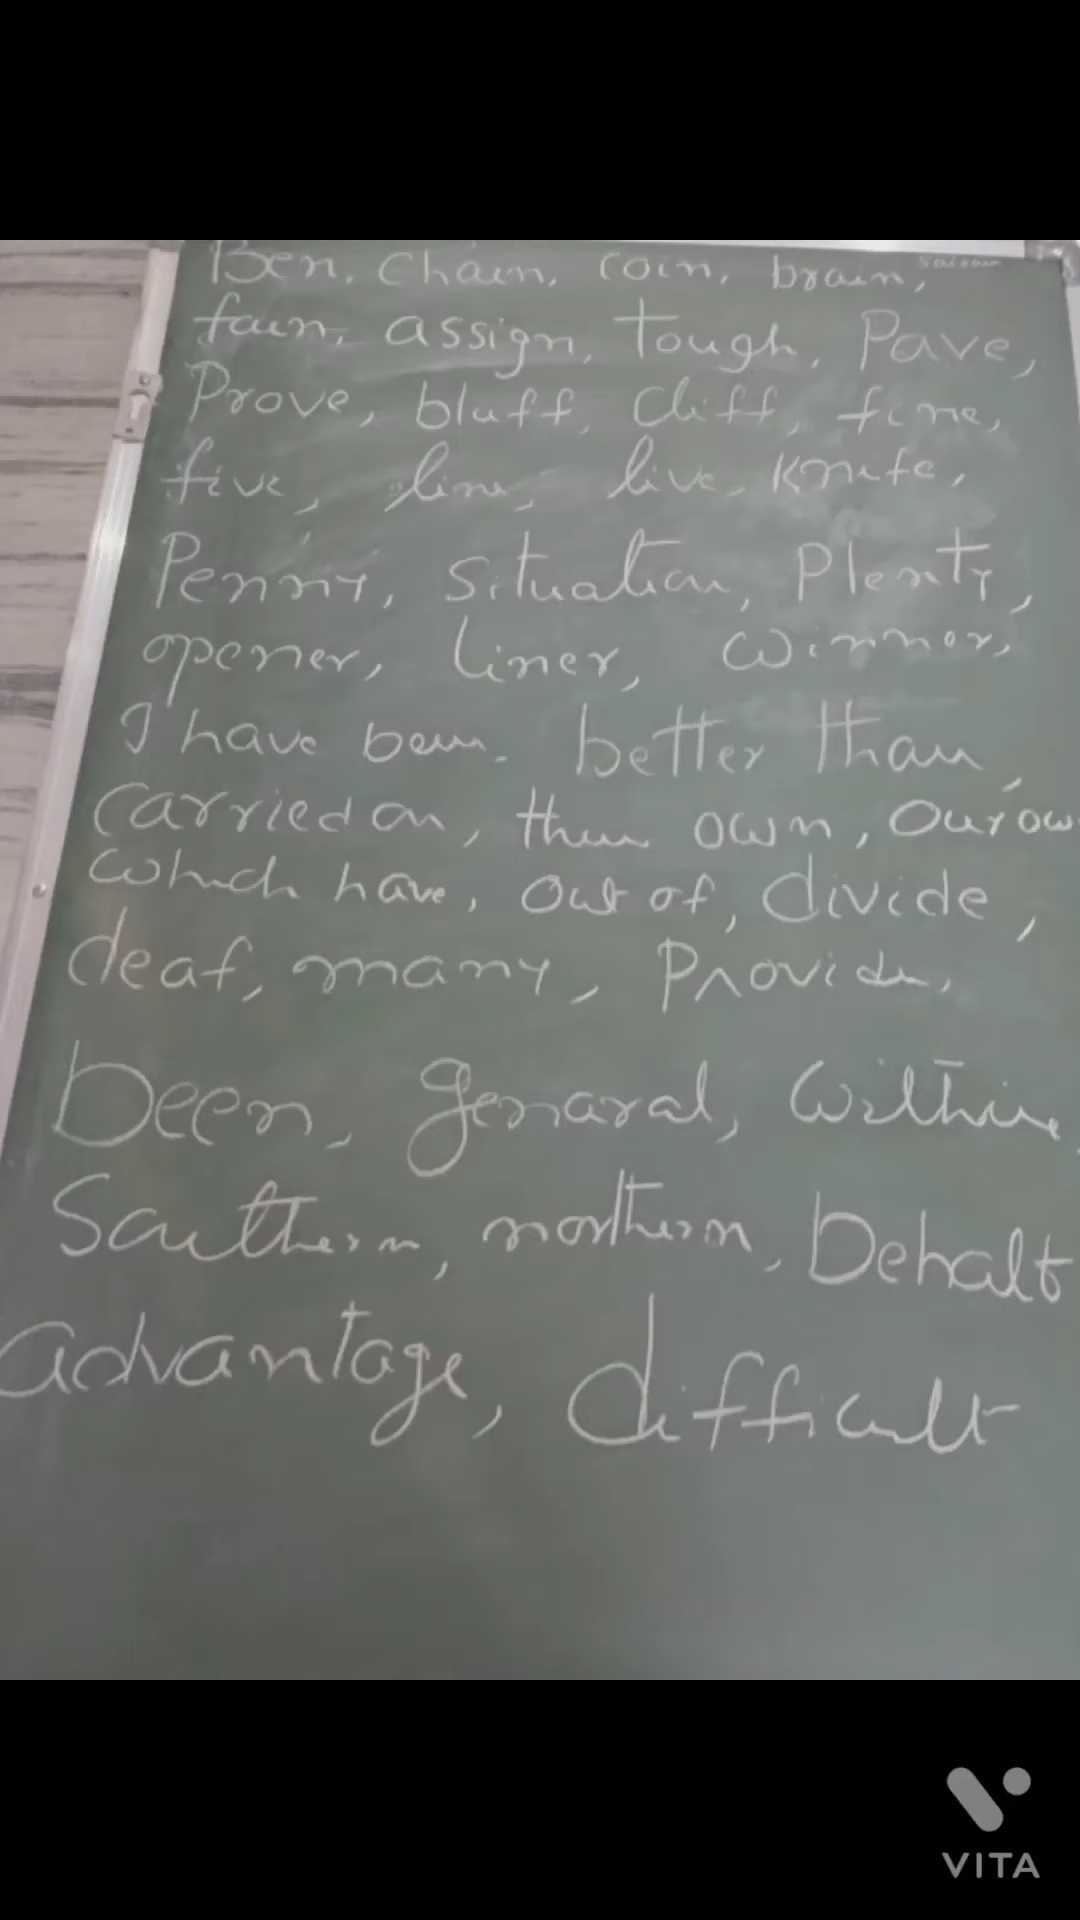 Ben, Chain, coin, brain,
fain, assign, tough, Pave,
Prove, bluff, cliff, fine,
five, line, live, Knife,
Penny, situation, Plenty,
opener, liner, winner,
I have been. better than,
Carried on, their own, Our own
which have, out of, divide,
deaf, many, Provide,
been, genaral, within,
Southern, northern, behalf
advantage, difficult
VITA